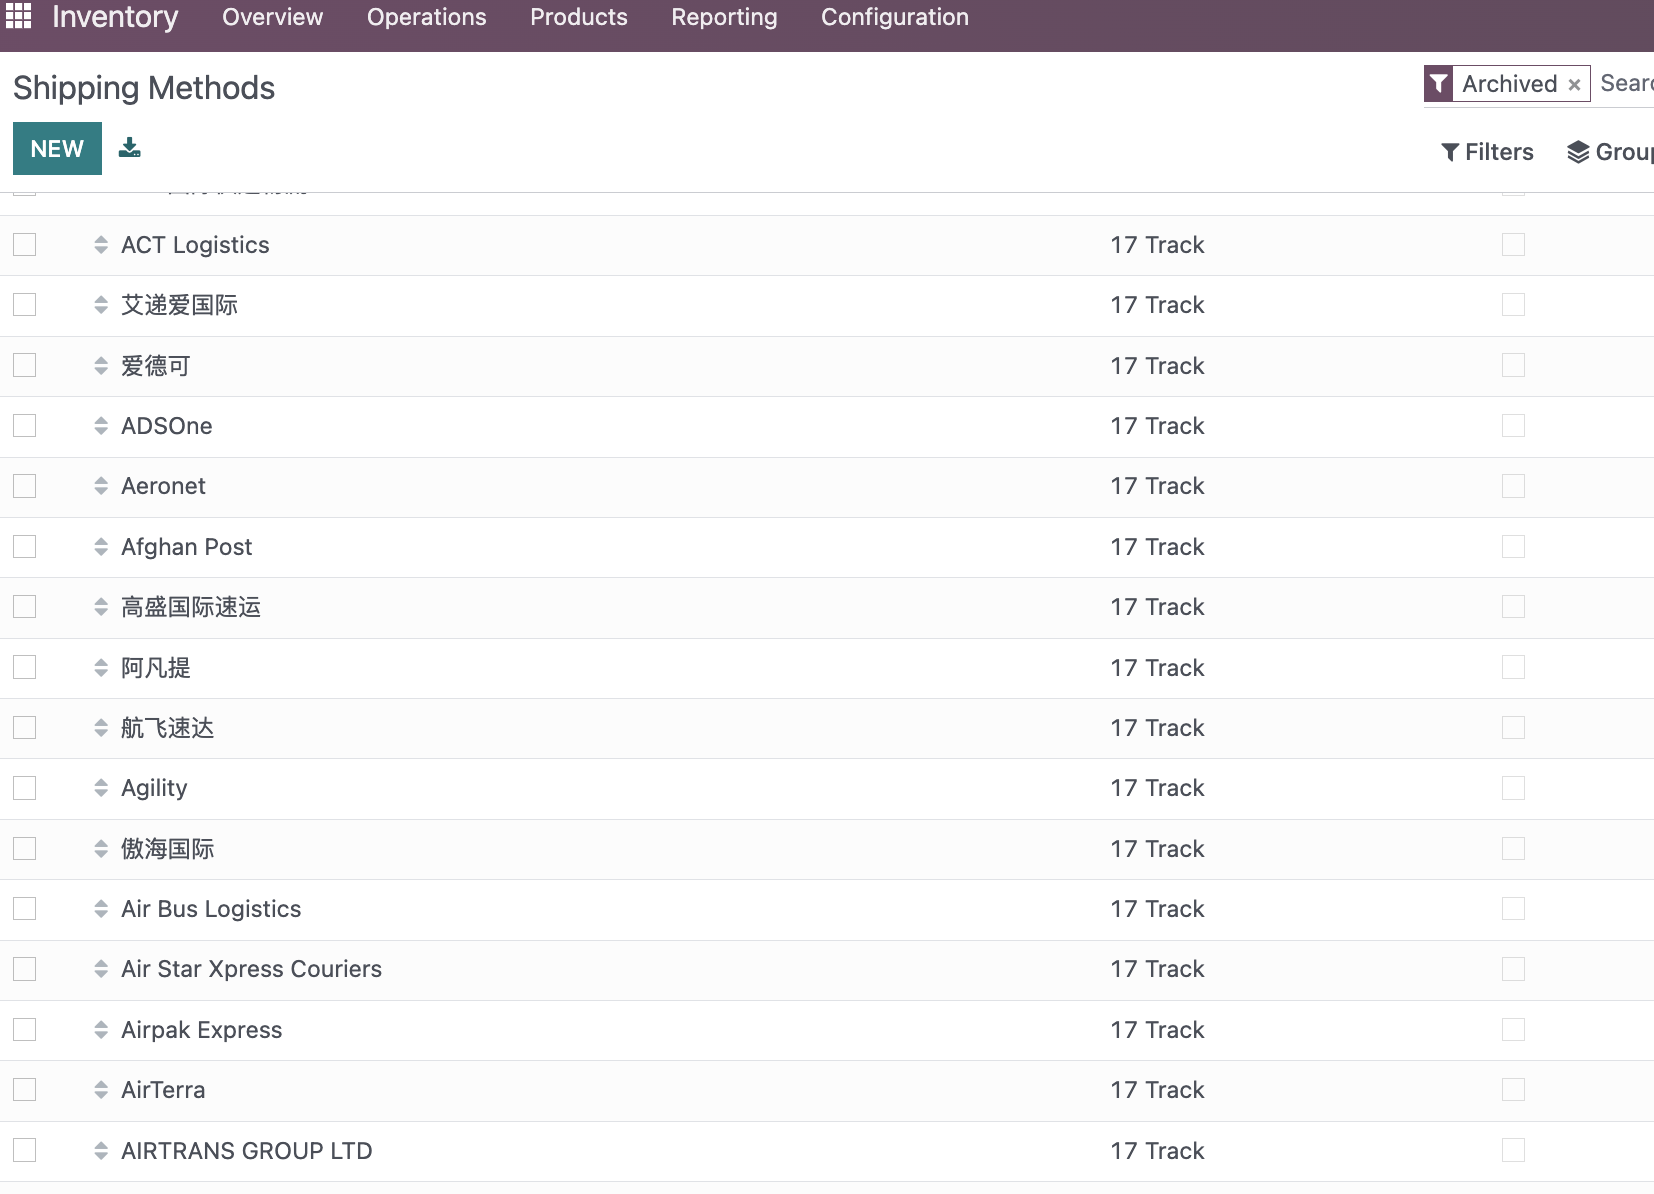 Inventory Overview Operations Products Reporting Configuration
Shipping Methods
Archived × Sear
NEW
Filters Group
ACT Logistics 17 Track
艾递爱国际 17 Track
爱德可 17 Track
ADSOne 17 Track
Aeronet 17 Track
Afghan Post 17 Track
高盛国际速运 17 Track
阿凡提 17 Track
航飞速达 17 Track
Agility 17 Track
傲海国际 17 Track
Air Bus Logistics 17 Track
Air Star Xpress Couriers 17 Track
Airpak Express 17 Track
AirTerra 17 Track
AIRTRANS GROUP LTD 17 Track